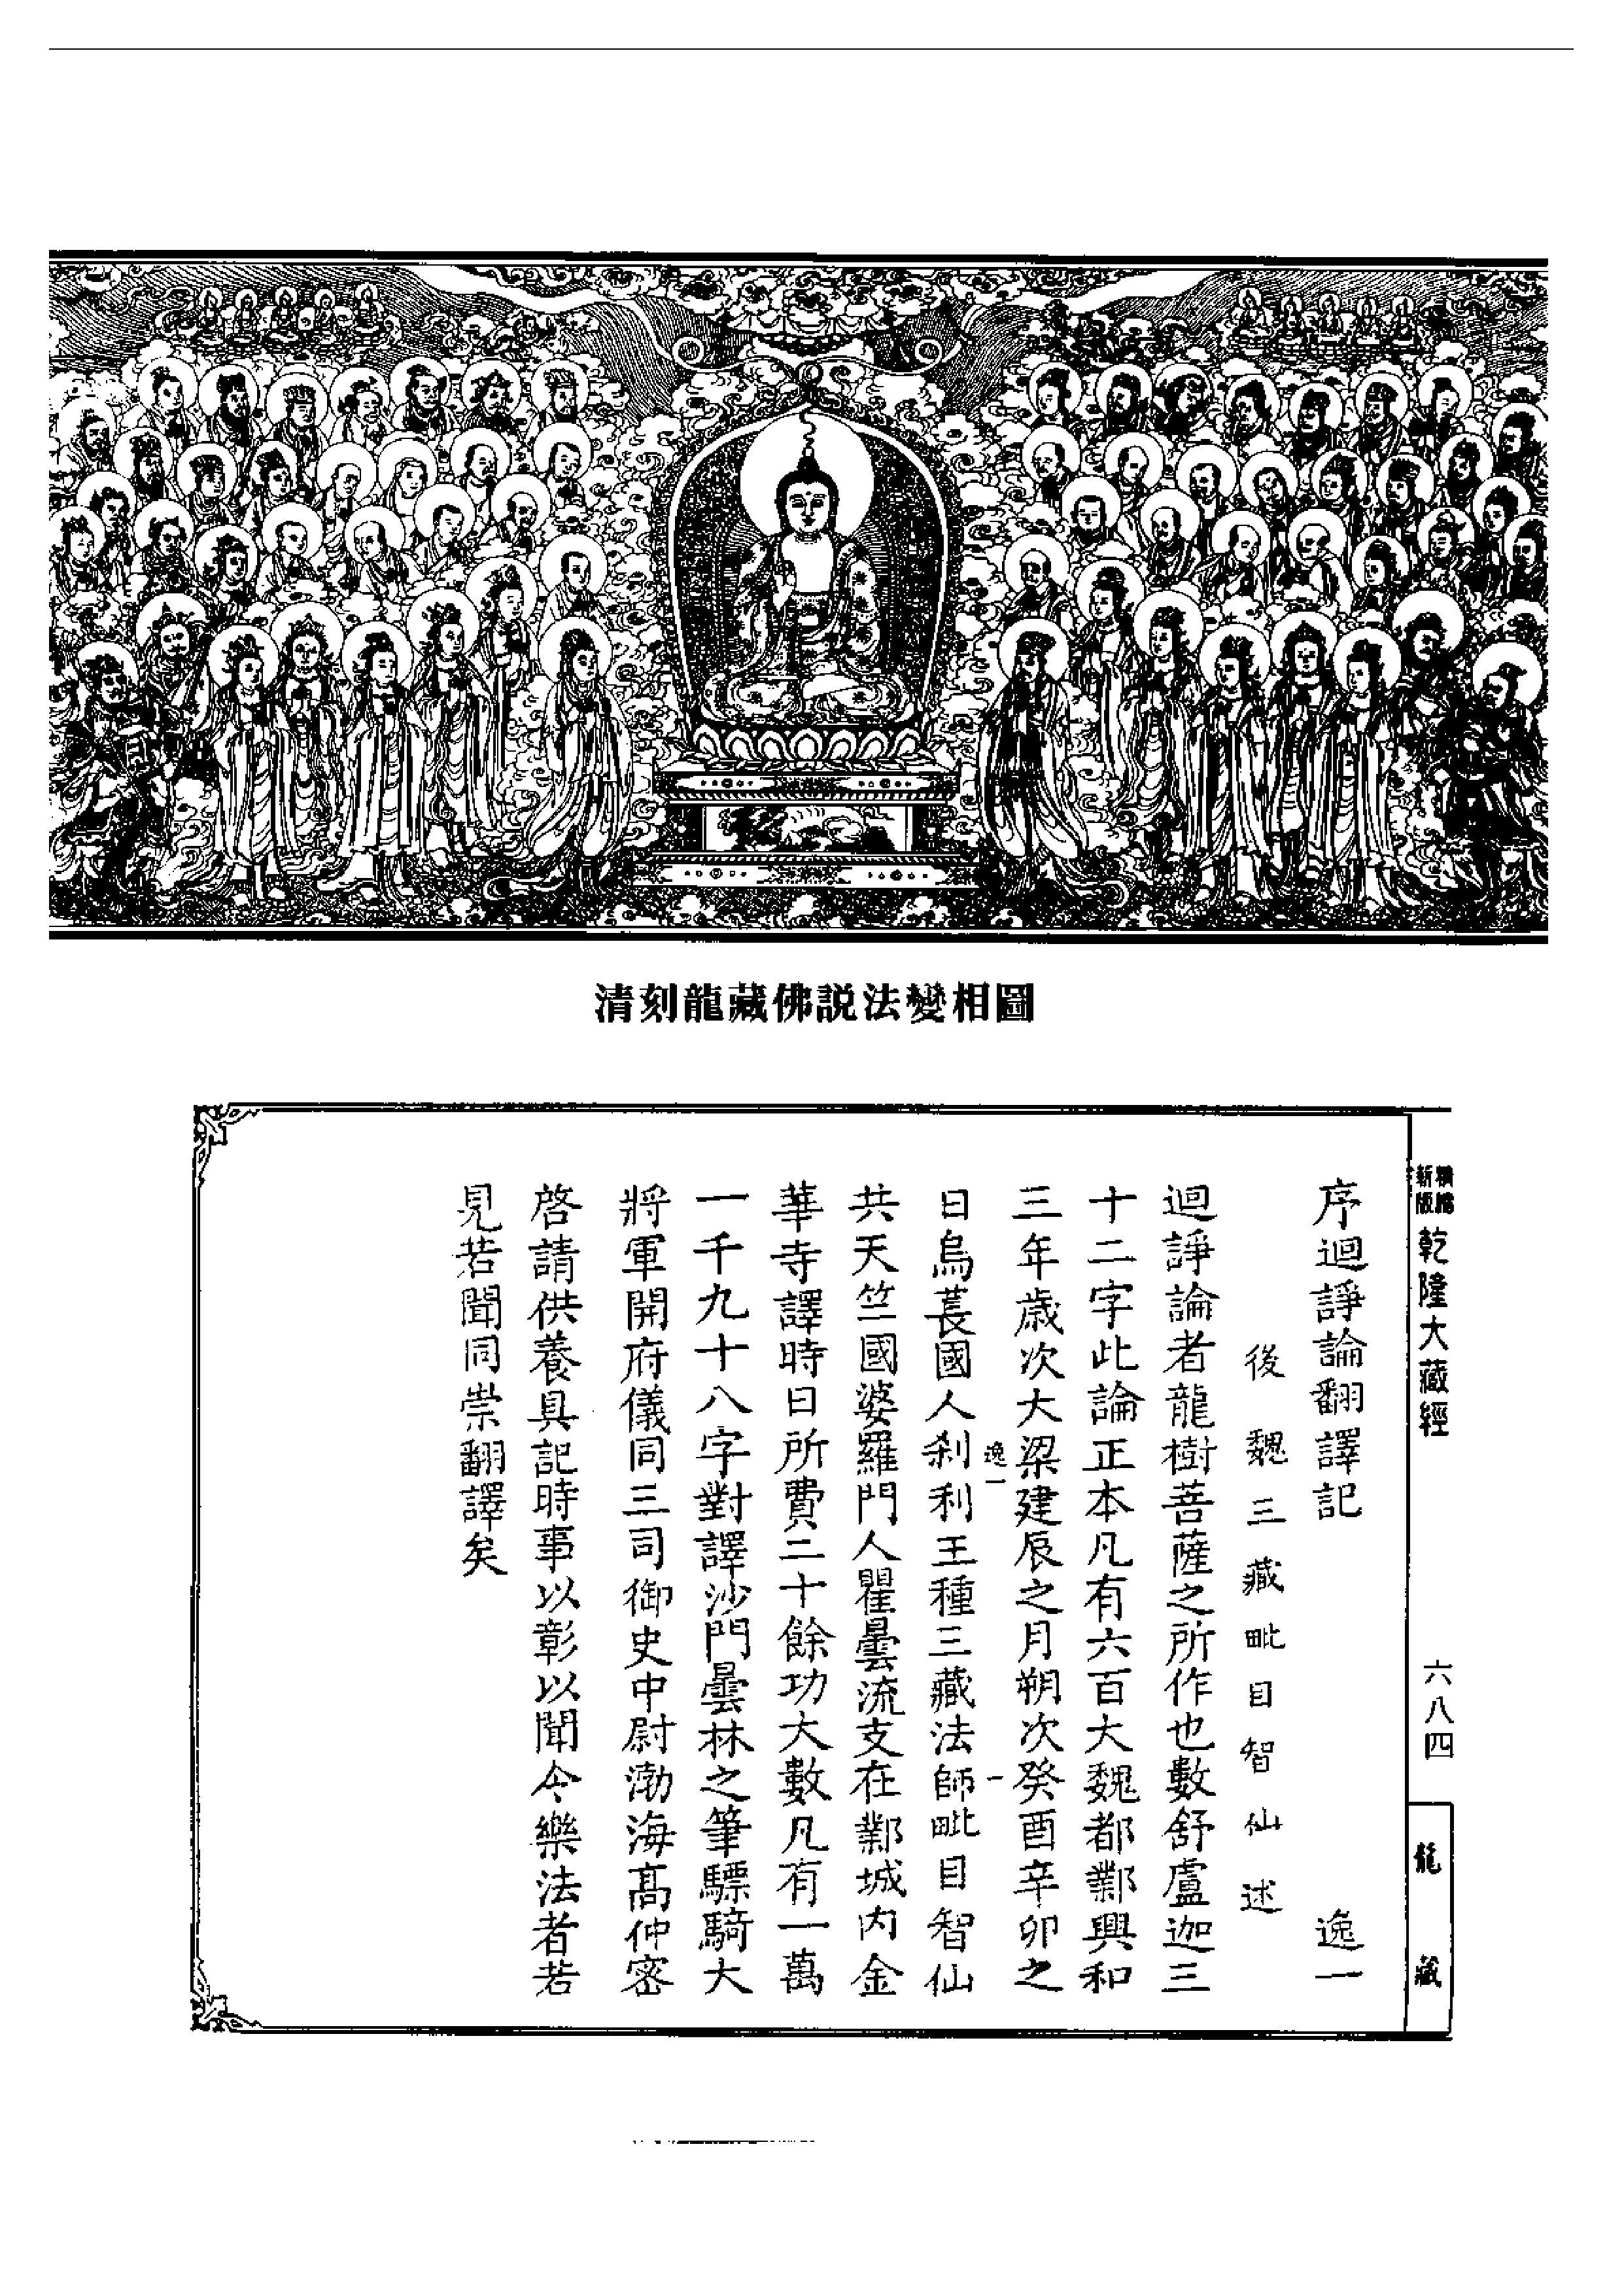 清刻龍藏佛説法變相圖
新版
乾隆大藏經
六八四
龍藏
序迴諍論翻譯記 逸一
後魏三藏毗目智仙述
迴諍論者龍樹菩薩之所作也數舒盧迦三
十二字此論正本凡有六百大魏都鄴興和
三年歲次大梁建辰之月朔次癸酉辛卯之
逸一 一
日烏萇國人刹利王種三藏法師毗目智仙
共天竺國婆羅門人瞿曇流支在鄴城內金
華寺譯時日所費二十餘功大數凡有一萬
一千九十八字對譯沙門曇林之筆驃騎大
將軍開府儀同三司御史中尉渤海高仲密
啓請供養具記時事以彰以聞令樂法者若
見若聞同崇翻譯矣